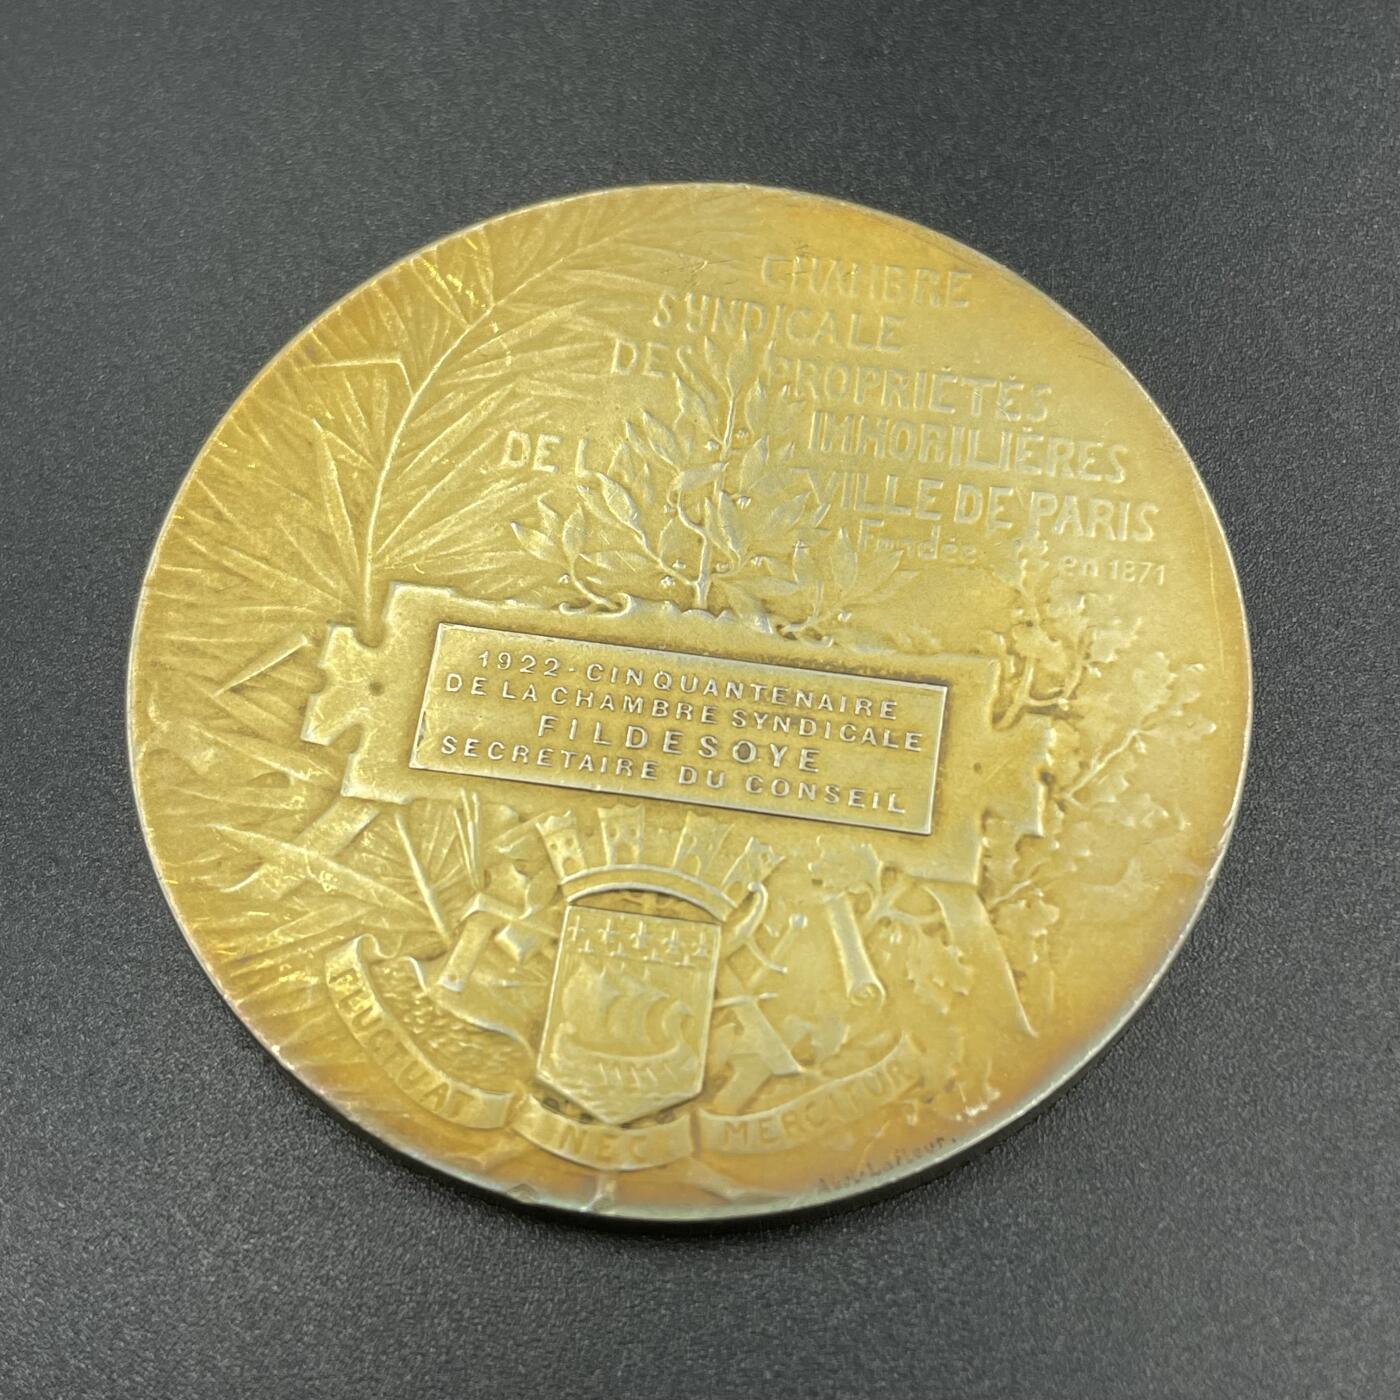 CHAMBRE
SYNDICALE
DES PROPRIÉTÉS
IMMOBILIÈRES
DE LA VILLE DE PARIS
Fondée en 1871
1922-CINQUANTENAIRE
DE LA CHAMBRE SYNDICALE
FILDESOYE
SECRETAIRE DU CONSEIL
FLUCTUAT NEC MERGITUR
Lafleur.